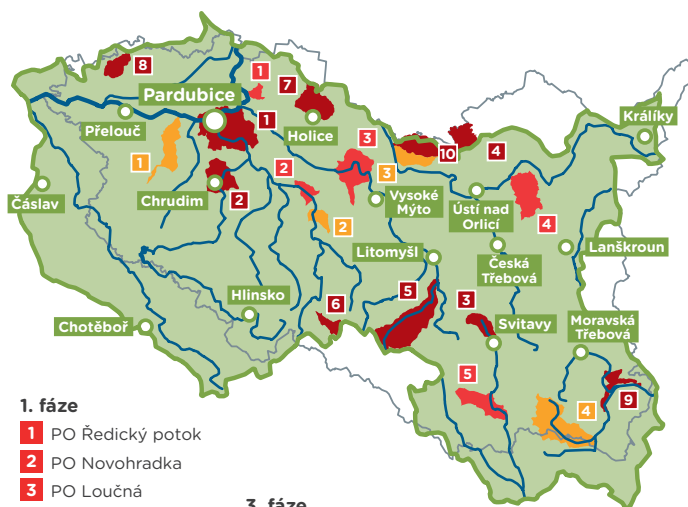 8
1
7
Pardubice
Králíky
Přelouč
1
Holice
3
10
4
1
2
3
Čáslav
Chrudim
2
Vysoké
Mýto
Ústí nad
Orlicí
4
2
Lanškroun
Litomyšl
Česká
Třebová
Hlinsko
6
5
3
Chotěboř
Svitavy
Moravská
Třebová
5
4
9
1. fáze
1 PO Ředický potok
2 PO Novohradka
3 PO Loučná
3. fáze